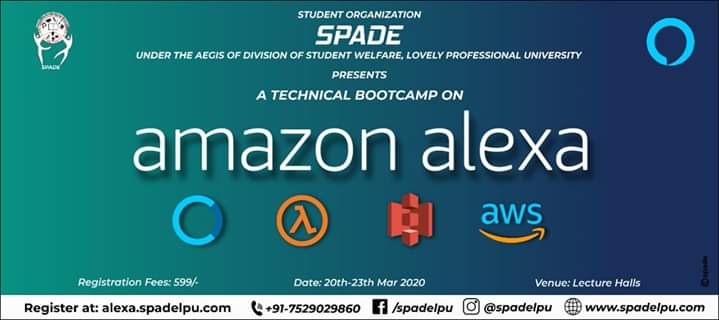 STUDENT ORGANIZATION
SPADE
SPADE
UNDER THE AEGIS OF DIVISION OF STUDENT WELFARE, LOVELY PROFESSIONAL UNIVERSITY
PRESENTS
A TECHNICAL BOOTCAMP ON
amazon alexa
λ
aws
Registration Fees: 599/-
Date: 20th-23th Mar 2020
Venue: Lecture Halls
©spade
Register at: alexa.spadelpu.com
+91-7529029860
/spadelpu
@spadelpu
www.spadelpu.com